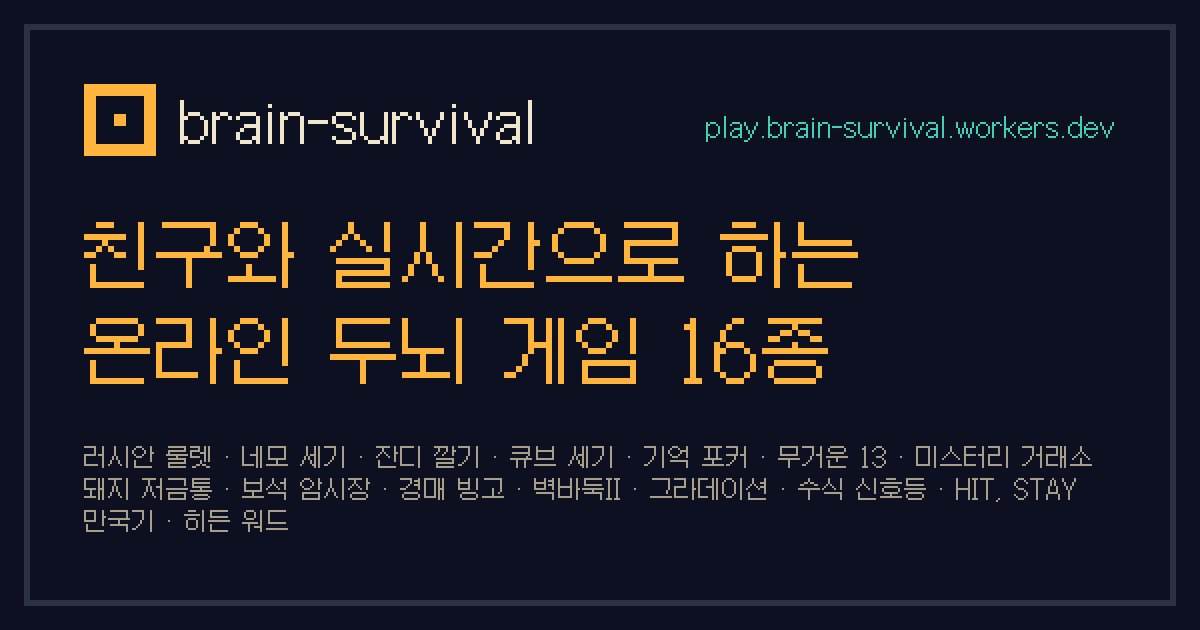 brain-survival
play.brain-survival.workers.dev
친구와 실시간으로 하는
온라인 두뇌 게임 16종
러시안 룰렛 · 네모 세기 · 잔디 깔기 · 큐브 세기 · 기억 포커 · 무거운 13 · 미스터리 거래소
돼지 저금통 · 보석 암시장 · 경매 빙고 · 벽바둑II · 그라데이션 · 수식 신호등 · HIT, STAY
만국기 · 히든 워드